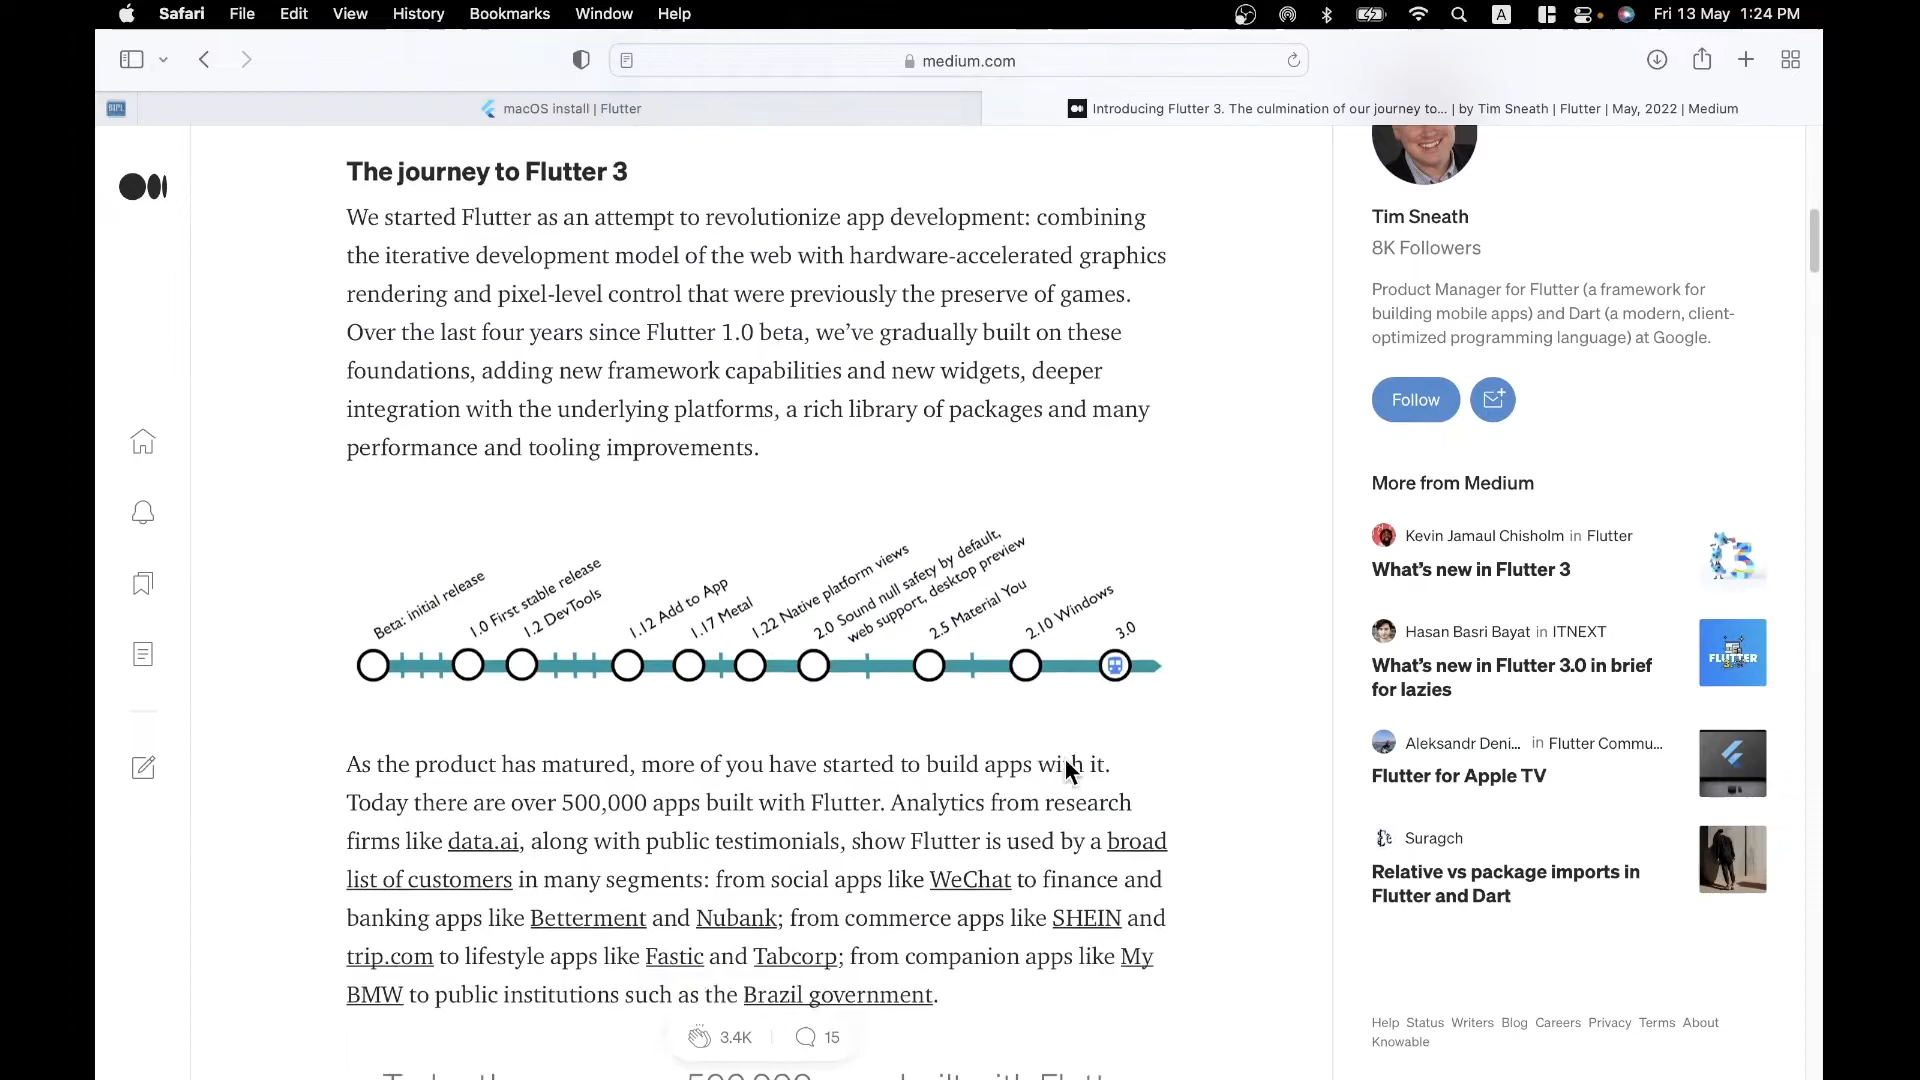 Safari File Edit View History Bookmarks Window Help
A
Fri 13 May 1:24 PM
medium.com
BIPL
macOS install | Flutter
Introducing Flutter 3. The culmination of our journey to... | by Tim Sneath | Flutter | May, 2022 | Medium
The journey to Flutter 3
We started Flutter as an attempt to revolutionize app development: combining
the iterative development model of the web with hardware-accelerated graphics
rendering and pixel-level control that were previously the preserve of games.
Over the last four years since Flutter 1.0 beta, we’ve gradually built on these
foundations, adding new framework capabilities and new widgets, deeper
integration with the underlying platforms, a rich library of packages and many
performance and tooling improvements.
Beta: initial release
1.0 First stable release
1.2 DevTools
1.12 Add to App
1.17 Metal
1.22 Native platform views
2.0 Sound null safety by default,
web support, desktop preview
2.5 Material You
2.10 Windows
3.0
As the product has matured, more of you have started to build apps with it.
Today there are over 500,000 apps built with Flutter. Analytics from research
firms like data.ai, along with public testimonials, show Flutter is used by a broad
list of customers in many segments: from social apps like WeChat to finance and
banking apps like Betterment and Nubank; from commerce apps like SHEIN and
trip.com to lifestyle apps like Fastic and Tabcorp; from companion apps like My
BMW to public institutions such as the Brazil government.
3.4K
15
Tim Sneath
8K Followers
Product Manager for Flutter (a framework for
building mobile apps) and Dart (a modern, client-
optimized programming language) at Google.
Follow
More from Medium
Kevin Jamaul Chisholm in Flutter
What’s new in Flutter 3
Hasan Basri Bayat in ITNEXT
What’s new in Flutter 3.0 in brief
for lazies
FLUTTER
Aleksandr Deni... in Flutter Commu...
Flutter for Apple TV
Suragch
Relative vs package imports in
Flutter and Dart
Help Status Writers Blog Careers Privacy Terms About
Knowable